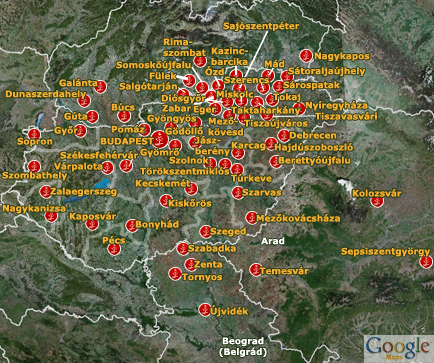 Sajószentpéter
Rima-
szombat
Kazinc-
barcika
Nagykapos
Somoskőújfalu
Ózd
Mád
Fülek
Szerencs
Sátoraljaújhely
Galánta
Salgótarján
Sárospatak
Dunaszerdahely
Diósgyőr
Miskolc
Tokaj
Zabar
Eger
Nyíregyháza
Gúta
Búcs
Gyöngyös
Mező-
kövesd
Taktaharkány
Tiszavasvári
Győr
Pomáz
Gödöllő
Tiszaújváros
Sopron
BUDAPEST
Jász-
berény
Debrecen
Székesfehérvár
Gyömrő
Karcag
Hajdúszoboszló
Várpalota
Szolnok
Berettyóújfalu
Szombathely
Törökszentmiklós
Zalaegerszeg
Kecskemét
Túrkeve
Kolozsvár
Nagykanizsa
Kiskőrös
Szarvas
Kaposvár
Bonyhád
Mezőkovácsháza
Pécs
Szeged
Arad
Szabadka
Sepsiszentgyörgy
Zenta
Temesvár
Tornyos
Újvidék
Beograd
(Belgrád)
Google
Maps